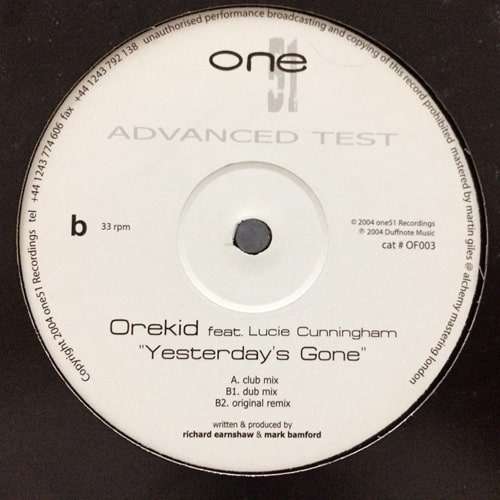 one
51
ADVANCED TEST
b
33 rpm
© 2004 one51 Recordings
℗ 2004 Duffnote Music
cat # OF003
Orekid feat. Lucie Cunningham
"Yesterday's Gone"
A. club mix
B1. dub mix
B2. original remix
written & produced by
richard earnshaw & mark bamford
Copyright 2004 one51 Recordings tel +44 1243 774 606 fax +44 1243 792 138 unauthorised performance broadcasting and copying of this record prohibited mastered by martin giles @ alchemy mastering london